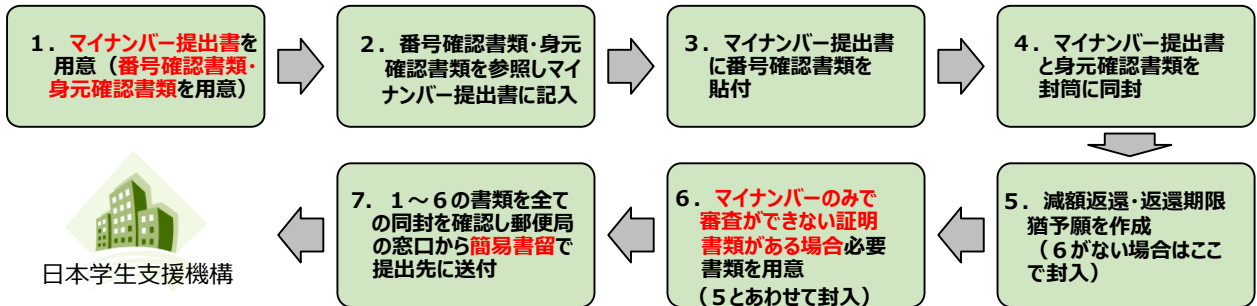 １．マイナンバー提出書を
用意（番号確認書類・
身元確認書類を用意）
２．番号確認書類・身元
確認書類を参照しマイ
ナンバー提出書に記入
３．マイナンバー提出書
に番号確認書類を
貼付
４．マイナンバー提出書
と身元確認書類を
封筒に同封
５．減額返還・返還期限
猶予願を作成
（６がない場合はここ
で封入）
６．マイナンバーのみで
審査ができない証明
書類がある場合必要
書類を用意
（５とあわせて封入）
７．１～６の書類を全て
の同封を確認し郵便局
の窓口から簡易書留で
提出先に送付
日本学生支援機構